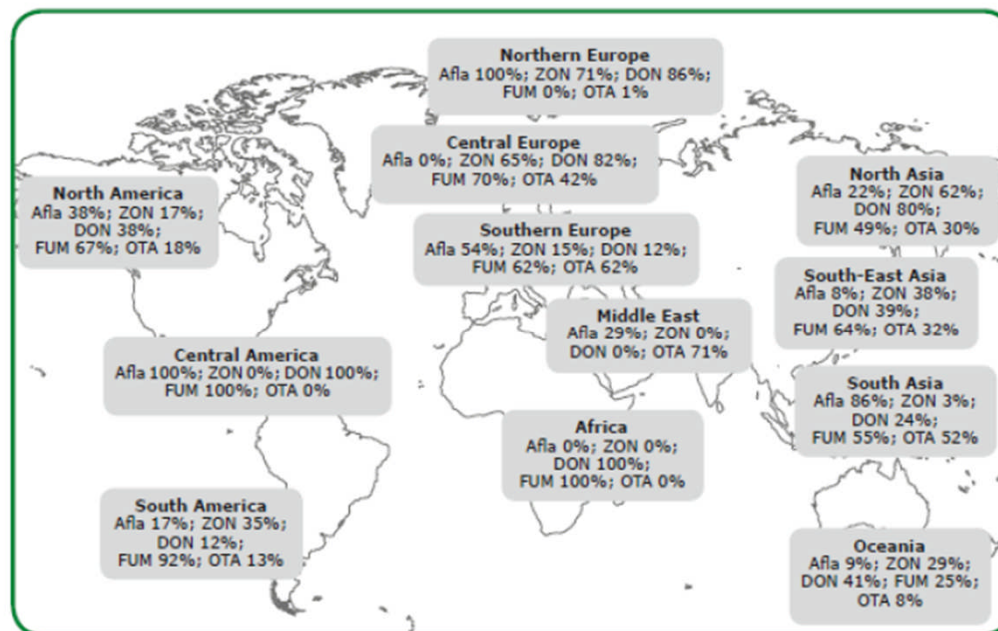 Northern Europe
Afla 100%; ZON 71%; DON 86%;
FUM 0%; OTA 1%
Central Europe
Afla 0%; ZON 65%; DON 82%;
FUM 70%; OTA 42%
North America
Afla 38%; ZON 17%;
DON 38%;
FUM 67%; OTA 18%
North Asia
Afla 22%; ZON 62%;
DON 80%;
FUM 49%; OTA 30%
Southern Europe
Afla 54%; ZON 15%; DON 12%;
FUM 62%; OTA 62%
South-East Asia
Afla 8%; ZON 38%;
DON 39%;
FUM 64%; OTA 32%
Middle East
Afla 29%; ZON 0%;
DON 0%; OTA 71%
Central America
Afla 100%; ZON 0%; DON 100%;
FUM 100%; OTA 0%
South Asia
Afla 86%; ZON 3%;
DON 24%;
FUM 55%; OTA 52%
Africa
Afla 0%; ZON 0%;
DON 100%;
FUM 100%; OTA 0%
South America
Afla 17%; ZON 35%;
DON 12%;
FUM 92%; OTA 13%
Oceania
Afla 9%; ZON 29%;
DON 41%; FUM 25%;
OTA 8%